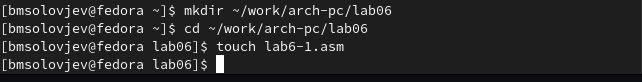 [bmsolovjev@fedora ~]$ mkdir ~/work/arch-pc/lab06
[bmsolovjev@fedora ~]$ cd ~/work/arch-pc/lab06
[bmsolovjev@fedora lab06]$ touch lab6-1.asm
[bmsolovjev@fedora lab06]$